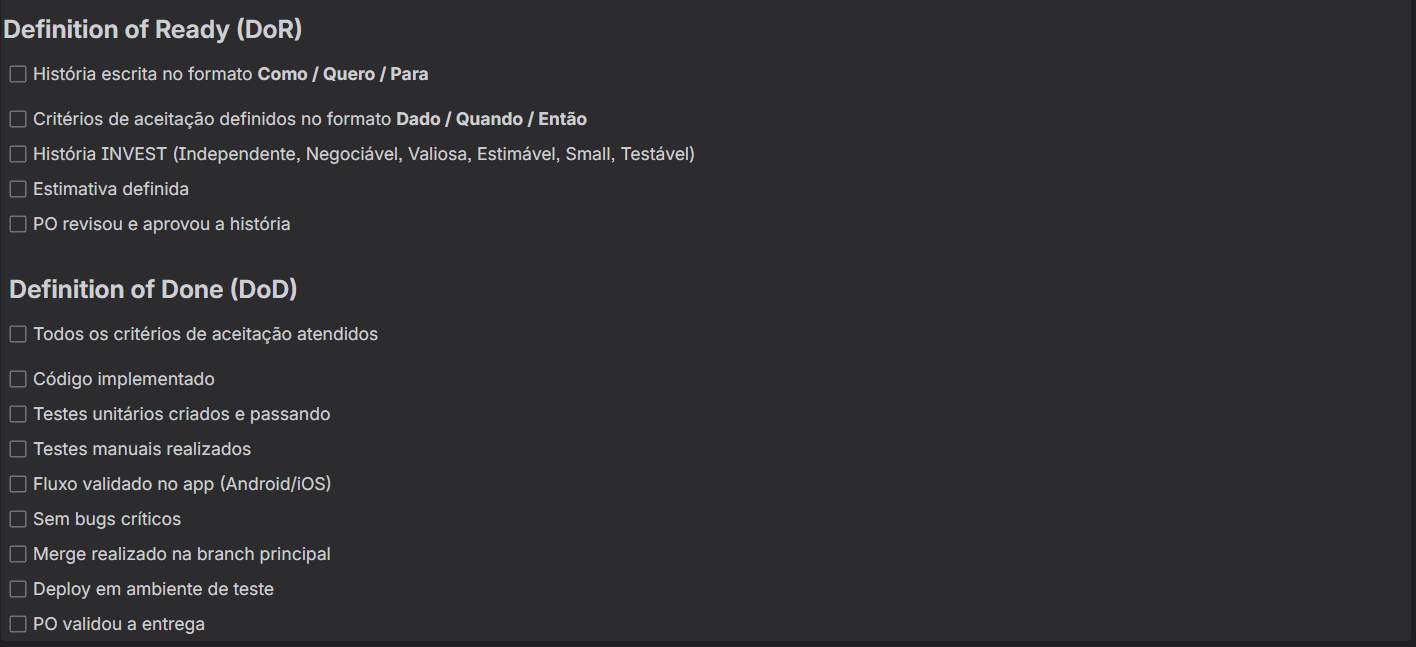 Definition of Ready (DoR)
História escrita no formato Como / Quero / Para
Critérios de aceitação definidos no formato Dado / Quando / Então
História INVEST (Independente, Negociável, Valiosa, Estimável, Small, Testável)
Estimativa definida
PO revisou e aprovou a história
Definition of Done (DoD)
Todos os critérios de aceitação atendidos
Código implementado
Testes unitários criados e passando
Testes manuais realizados
Fluxo validado no app (Android/iOS)
Sem bugs críticos
Merge realizado na branch principal
Deploy em ambiente de teste
PO validou a entrega